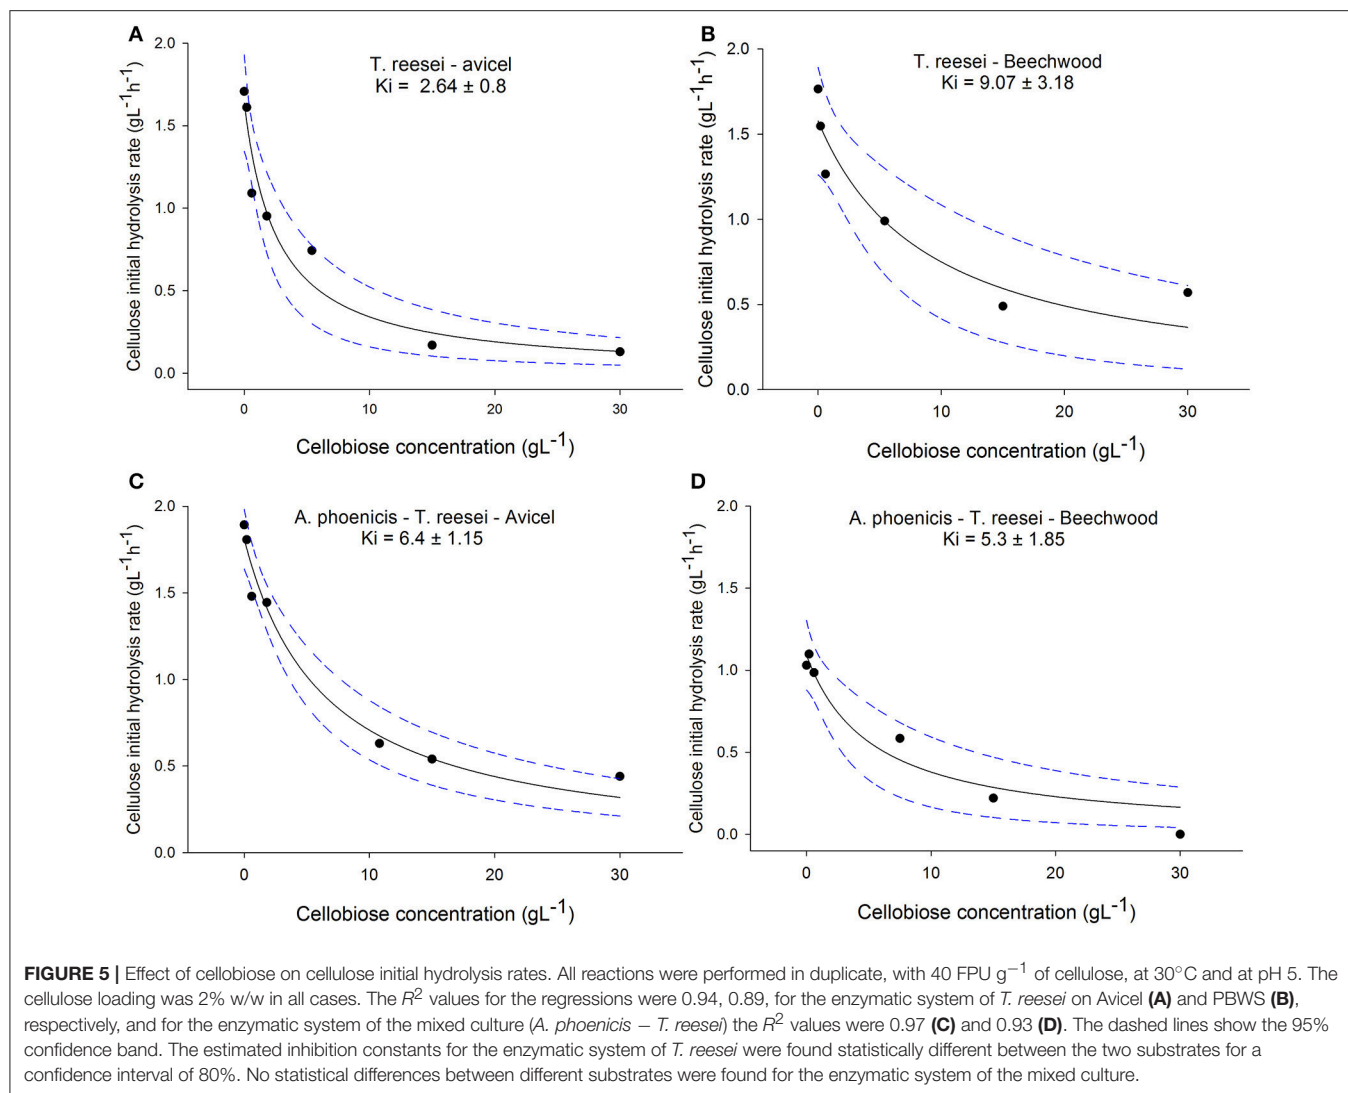 A
2.0
1.5
1.0
0.5
0.0
Cellulose initial hydrolysis rate (gL-1h-1)
T. reesei - avicel
Ki = 2.64 ± 0.8
0 10 20 30
Cellobiose concentration (gL-1)
B
2.0
1.5
1.0
0.5
0.0
Cellulose initial hydrolysis rate (gL-1h-1)
T. reesei - Beechwood
Ki = 9.07 ± 3.18
0 10 20 30
Cellobiose concentration (gL-1)
C
2.0
1.5
1.0
0.5
0.0
Cellulose initial hydrolysis rate (gL-1h-1)
A. phoenicis - T. reesei - Avicel
Ki = 6.4 ± 1.15
0 10 20 30
Cellobiose concentration (gL-1)
D
2.0
1.5
1.0
0.5
0.0
Cellulose initial hydrolysis rate (gL-1h-1)
A. phoenicis - T. reesei - Beechwood
Ki = 5.3 ± 1.85
0 10 20 30
Cellobiose concentration (gL-1)
FIGURE 5 | Effect of cellobiose on cellulose initial hydrolysis rates. All reactions were performed in duplicate, with 40 FPU g−1 of cellulose, at 30°C and at pH 5. The
cellulose loading was 2% w/w in all cases. The R2 values for the regressions were 0.94, 0.89, for the enzymatic system of T. reesei on Avicel (A) and PBWS (B),
respectively, and for the enzymatic system of the mixed culture (A. phoenicis − T. reesei) the R2 values were 0.97 (C) and 0.93 (D). The dashed lines show the 95%
confidence band. The estimated inhibition constants for the enzymatic system of T. reesei were found statistically different between the two substrates for a
confidence interval of 80%. No statistical differences between different substrates were found for the enzymatic system of the mixed culture.